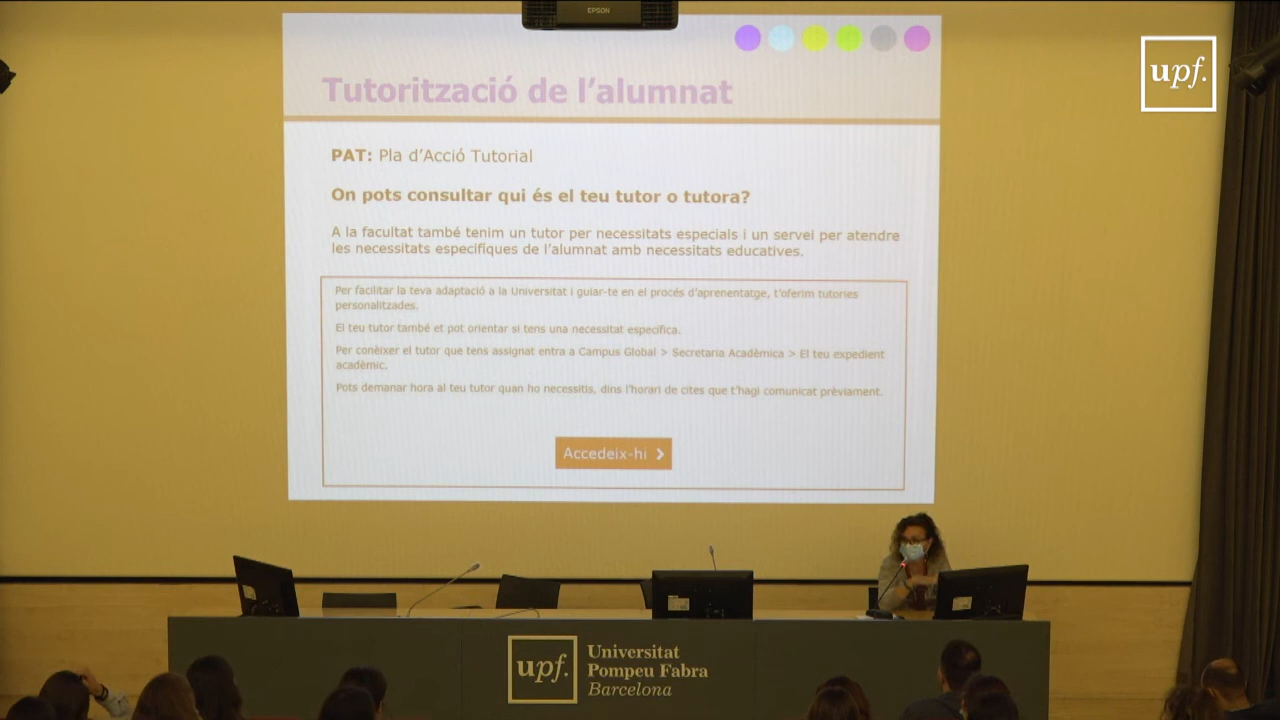 EPSON
upf.
Tutorització de l'alumnat
PAT: Pla d'Acció Tutorial
On pots consultar qui és el teu tutor o tutora?
A la facultat també tenim un tutor per necessitats especials i un servei per atendre
les necessitats específiques de l'alumnat amb necessitats educatives.
Per facilitar la teva adaptació a la Universitat i guiar-te en el procés d'aprenentatge, t'oferim tutories
personalitzades.
El teu tutor també et pot orientar si tens una necessitat específica.
Per conèixer el tutor que tens assignat entra a Campus Global > Secretaria Acadèmica > El teu expedient
acadèmic.
Pots demanar hora al teu tutor quan ho necessitis, dins l'horari de cites que t'hagi comunicat prèviament.
Accedeix-hi >
upf.
Universitat
Pompeu Fabra
Barcelona